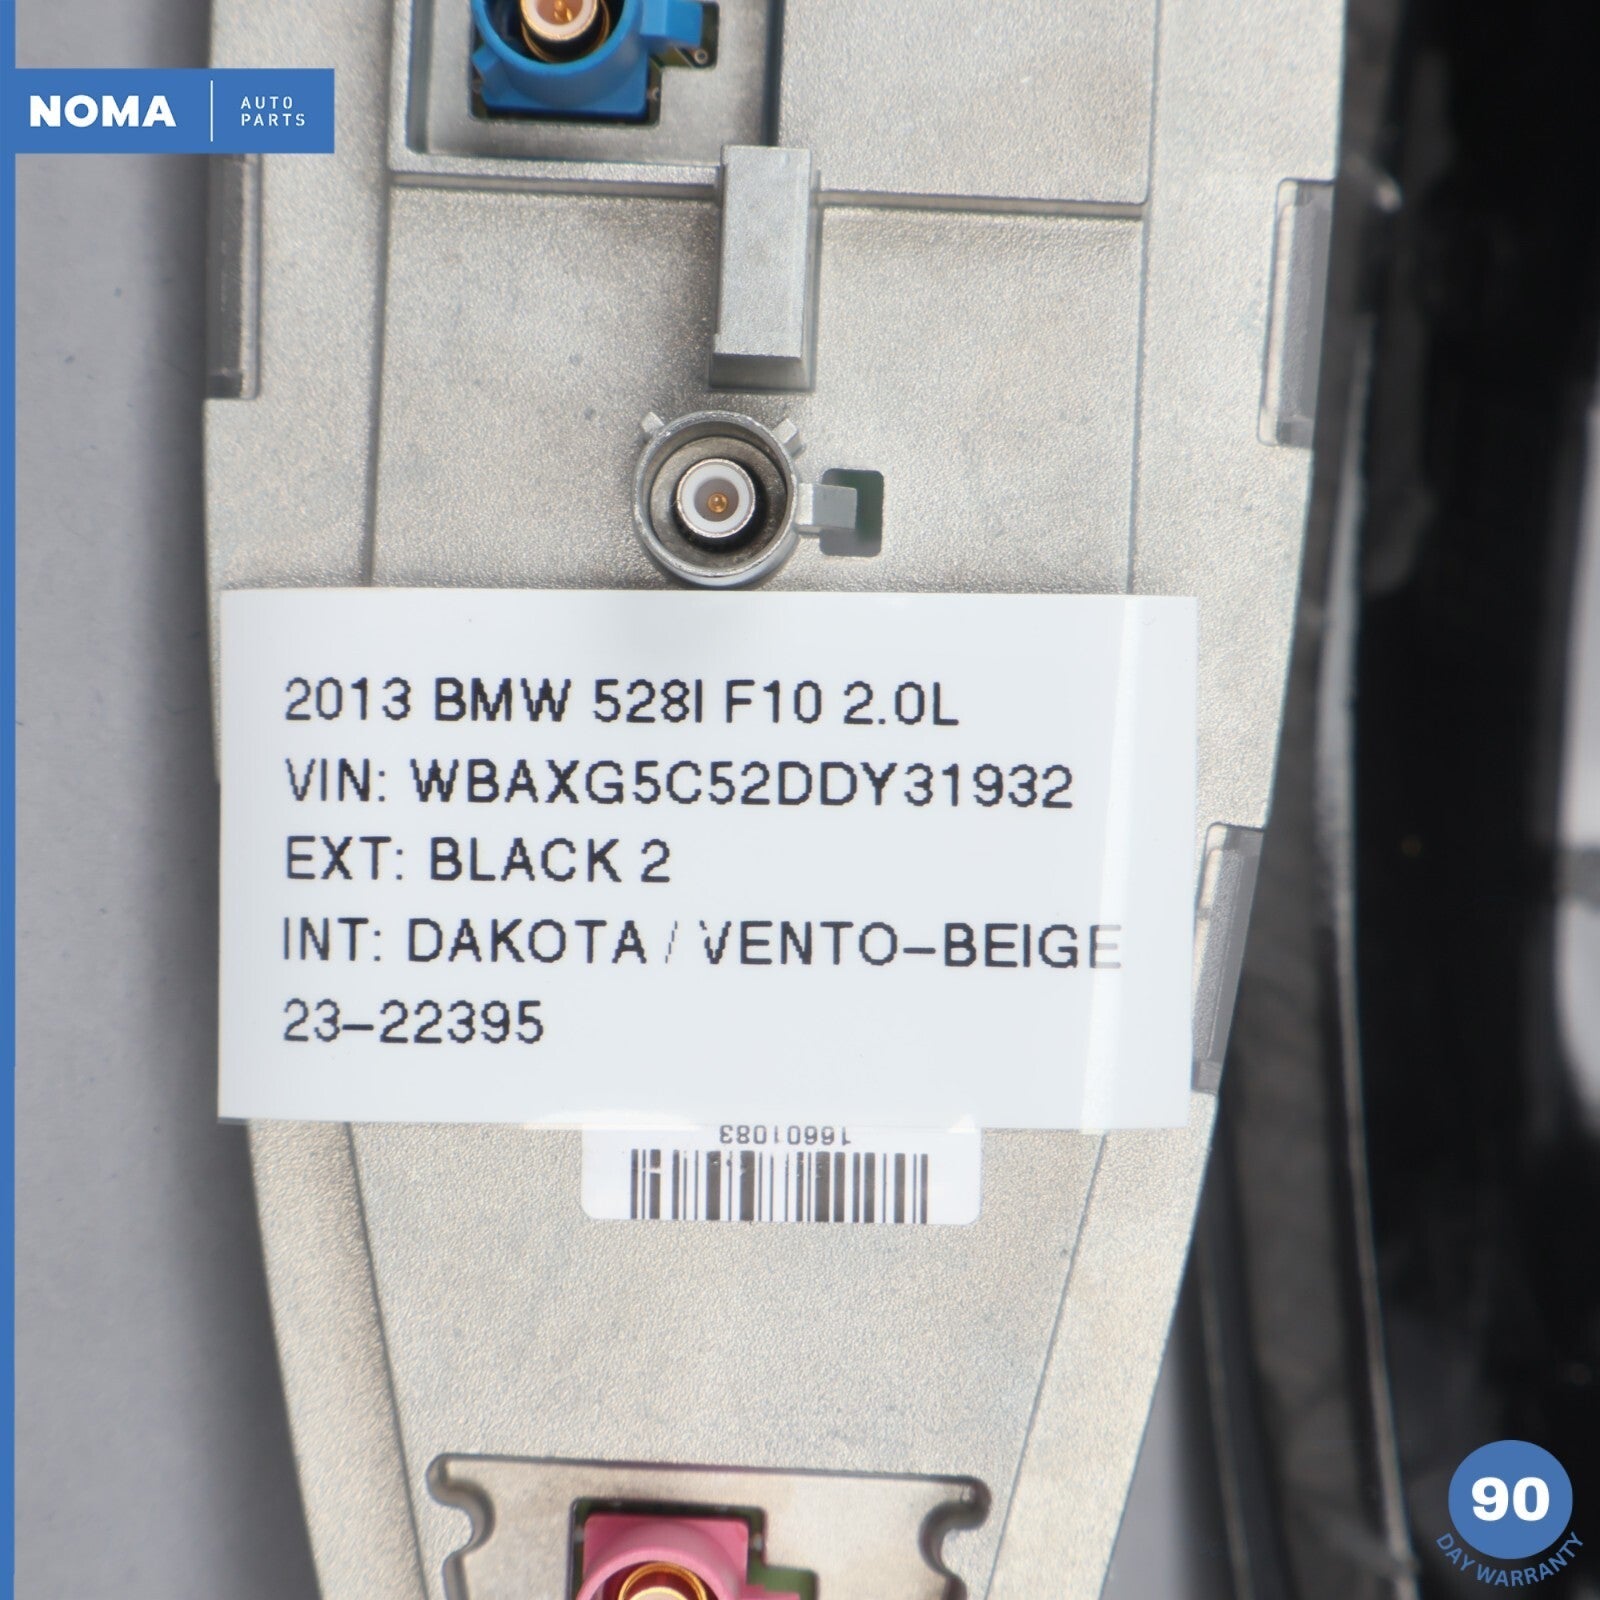 NOMA
AUTO
PARTS
2013 BMW 528I F10 2.0L
VIN: WBAXG5C52DDY31932
EXT: BLACK 2
INT: DAKOTA / VENTO-BEIGE
23-22395
16601083
90
DAY WARRANTY